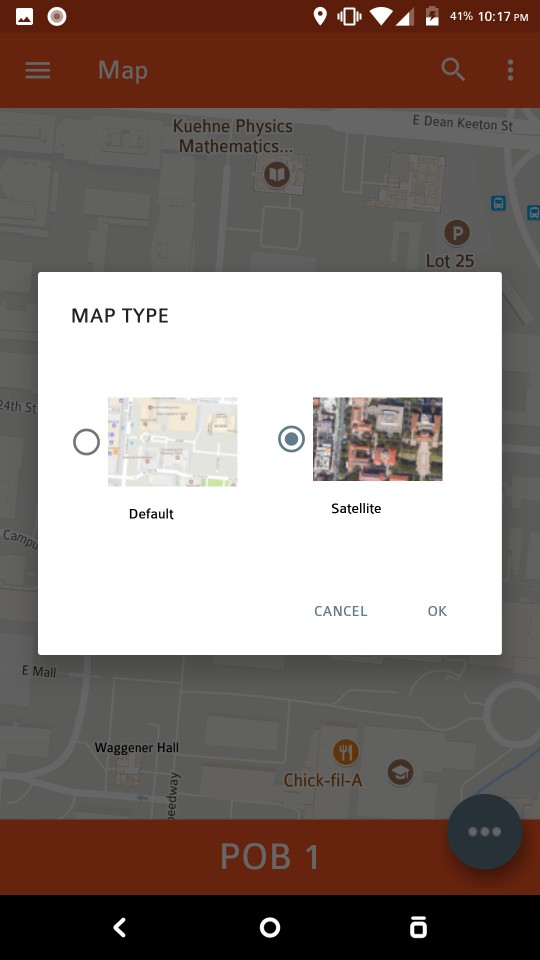 41% 10:17 PM
Map
E Dean Keeton St
Kuehne Physics
Mathematics...
P
Lot 25
MAP TYPE
24th St
Default
Satellite
Campu
CANCEL
OK
E Mall
Waggener Hall
Chick-fil-A
peedway
POB 1